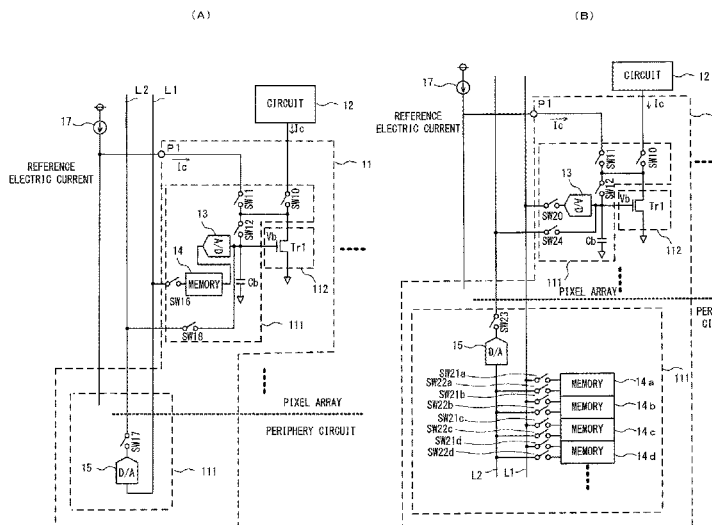 (A)
L2
L1
17
CIRCUIT
12
Ic
P1
Ic
11
REFERENCE
ELECTRIC CURRENT
SW11
SW10
SW12
13
A/D
Vb
Tr1
14
MEMORY
Cb
112
SW16
SW18
111
PIXEL ARRAY
PERIPHERY CIRCUIT
SW17
15
D/A
111
(B)
17
L2
L1
CIRCUIT
12
Ic
P1
Ic
REFERENCE
ELECTRIC CURRENT
SW11
SW10
SW12
13
A/D
Vb
Tr1
SW20
SW24
Cb
112
111
PIXEL ARRAY
SW23
15
D/A
111
SW21a
SW22a
SW21b
SW22b
SW21c
SW22c
SW21d
SW22d
MEMORY
14a
MEMORY
14b
MEMORY
14c
MEMORY
14d
L2
L1